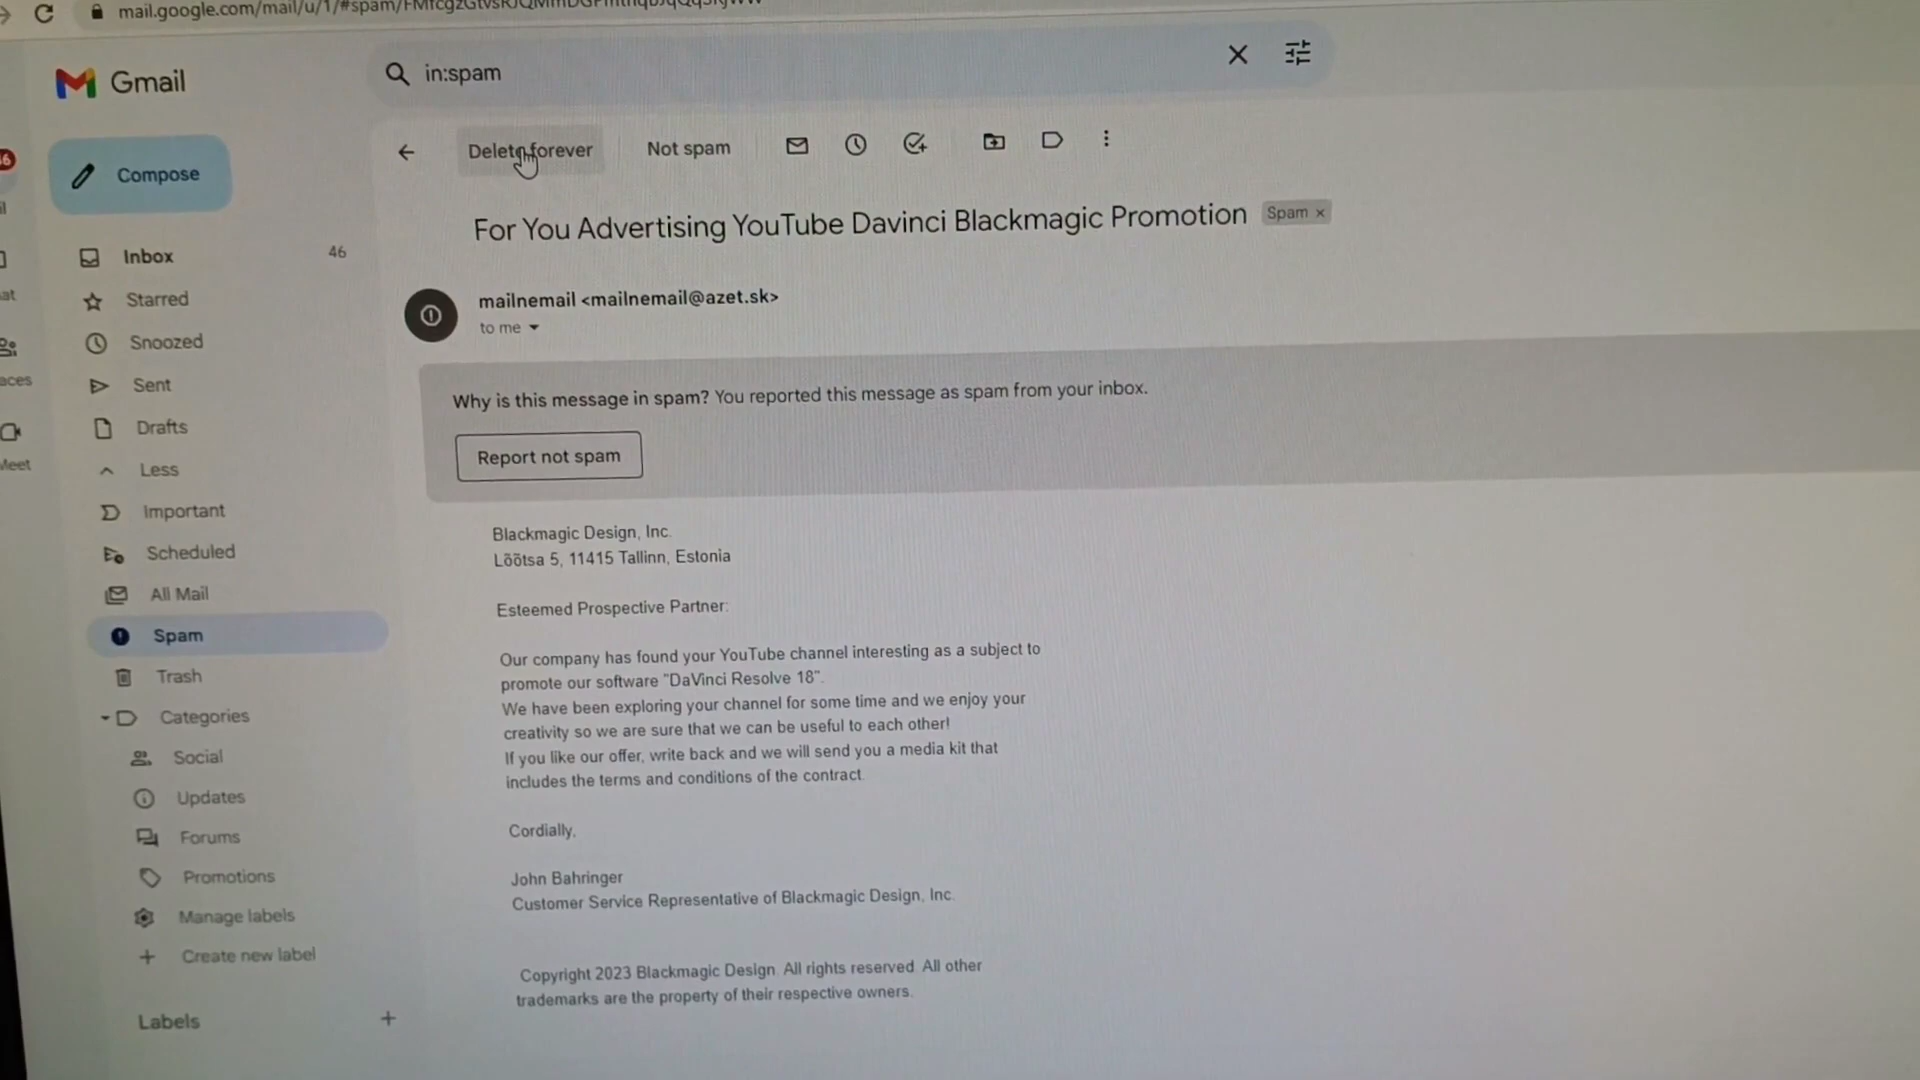 mail.google.com/mail/u/1/#spam/
Gmail
in:spam
Compose
Delete forever
Not spam
For You Advertising YouTube Davinci Blackmagic Promotion
Spam ×
Inbox 46
Starred
Snoozed
Sent
Drafts
Less
Important
Scheduled
All Mail
Spam
Trash
Categories
Social
Updates
Forums
Promotions
Manage labels
Create new label
Labels
mailnemail <mailnemail@azet.sk>
to me
Why is this message in spam? You reported this message as spam from your inbox.
Report not spam
Blackmagic Design, Inc.
Lõõtsa 5, 11415 Tallinn, Estonia
Esteemed Prospective Partner:
Our company has found your YouTube channel interesting as a subject to
promote our software "DaVinci Resolve 18".
We have been exploring your channel for some time and we enjoy your
creativity so we are sure that we can be useful to each other!
If you like our offer, write back and we will send you a media kit that
includes the terms and conditions of the contract.
Cordially,
John Bahringer
Customer Service Representative of Blackmagic Design, Inc.
Copyright 2023 Blackmagic Design. All rights reserved. All other
trademarks are the property of their respective owners.